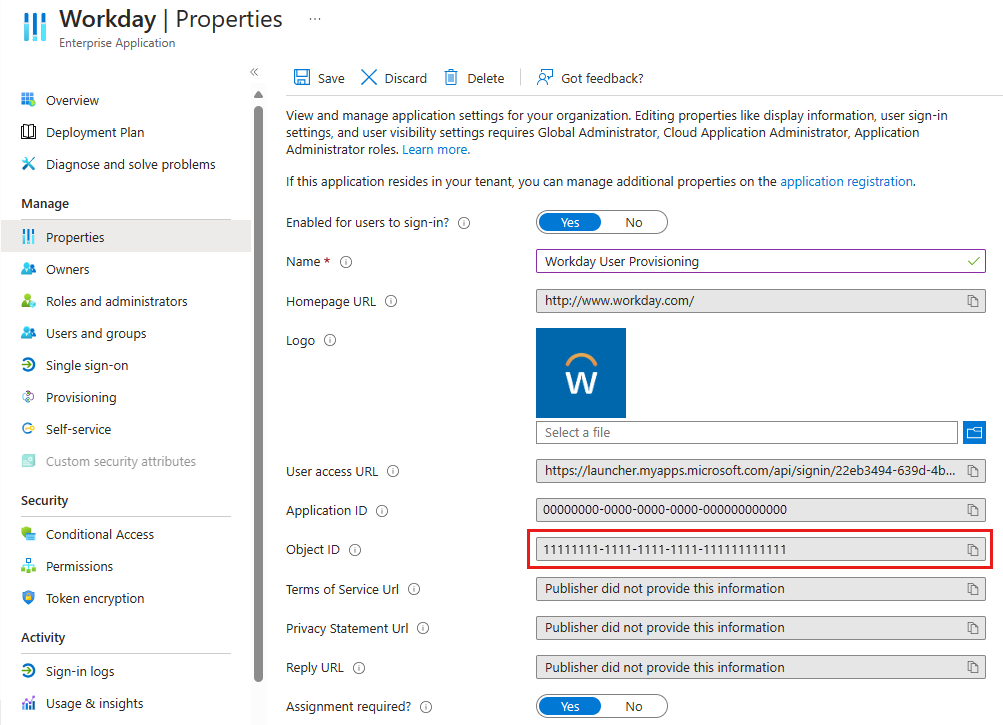 Workday | Properties ...
Enterprise Application
«
Overview
Deployment Plan
Diagnose and solve problems
Manage
Properties
Owners
Roles and administrators
Users and groups
Single sign-on
Provisioning
Self-service
Custom security attributes
Security
Conditional Access
Permissions
Token encryption
Activity
Sign-in logs
Usage & insights
Save Discard Delete Got feedback?
View and manage application settings for your organization. Editing properties like display information, user sign-in
settings, and user visibility settings requires Global Administrator, Cloud Application Administrator, Application
Administrator roles. Learn more.
If this application resides in your tenant, you can manage additional properties on the application registration.
Enabled for users to sign-in? Yes No
Name * Workday User Provisioning
Homepage URL http://www.workday.com/
Logo
W
Select a file
User access URL https://launcher.myapps.microsoft.com/api/signin/22eb3494-639d-4b...
Application ID 00000000-0000-0000-0000-000000000000
Object ID 11111111-1111-1111-1111-111111111111
Terms of Service Url Publisher did not provide this information
Privacy Statement Url Publisher did not provide this information
Reply URL Publisher did not provide this information
Assignment required? Yes No